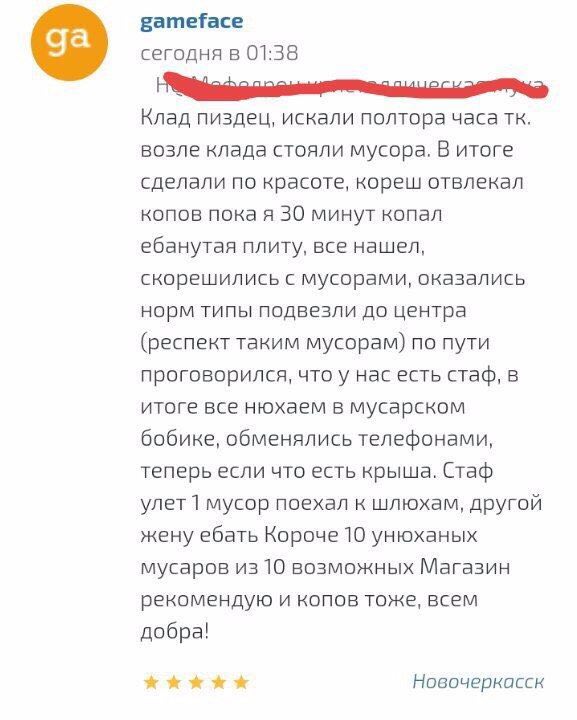 ga
gameface
сегодня в 01:38
Клад пиздец, искали полтора часа тк.
возле клада стояли мусора. В итоге
сделали по красоте, кореш отвлекал
копов пока я 30 минут копал
ебанутая плиту, все нашел,
скорешились с мусорами, оказались
норм типы подвезли до центра
(респект таким мусорам) по пути
проговорился, что у нас есть стаф, в
итоге все нюхаем в мусарском
бобике, обменялись телефонами,
теперь если что есть крыша. Стаф
улет 1 мусор поехал к шлюхам, другой
жену ебать Короче 10 унюханых
мусаров из 10 возможных Магазин
рекомендую и копов тоже, всем
добра!
Новочеркасск